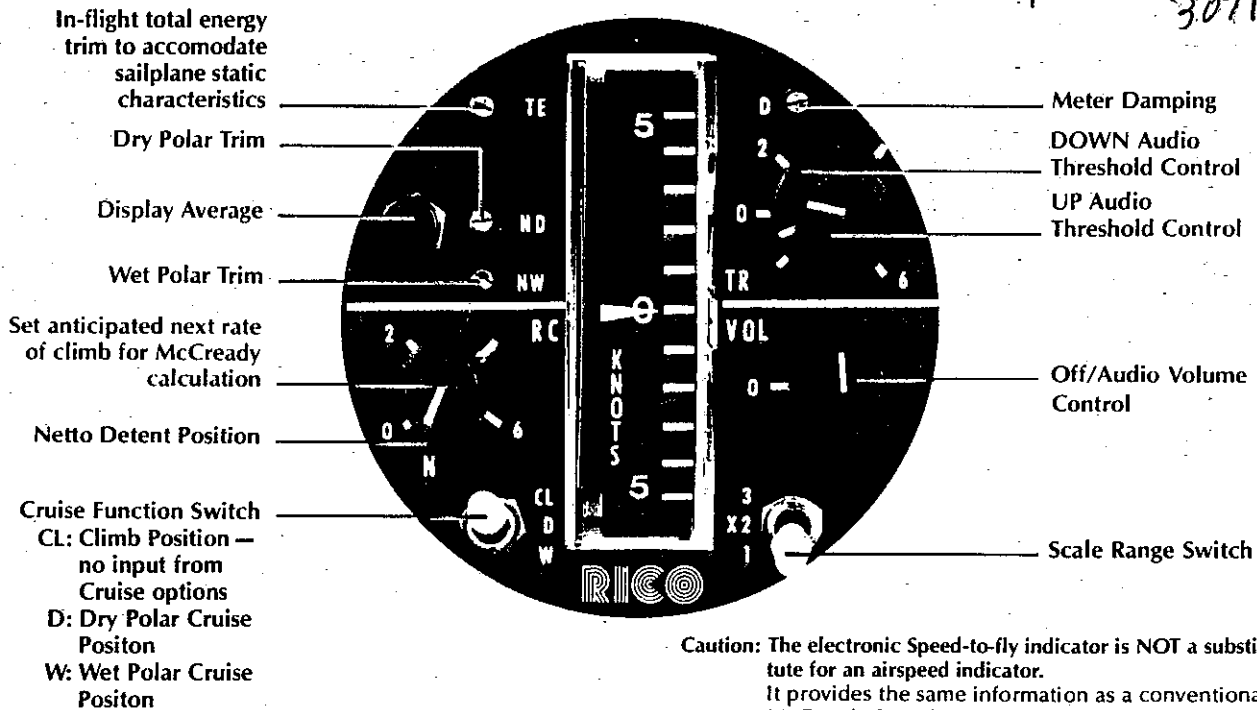 3071
In-flight total energy
trim to accomodate
sailplane static
characteristics
Dry Polar Trim
Display Average
Wet Polar Trim
Set anticipated next rate
of climb for McCready
calculation
Netto Detent Position
Cruise Function Switch
CL: Climb Position —
no input from
Cruise options
D: Dry Polar Cruise
Positon
W: Wet Polar Cruise
Positon
TE
ND
NW
RC
2
0
6
N
CL
D
W
5
0
KNOTS
5
RICO
D
2
0
TR
6
VOL
0
3
X2
1
Meter Damping
DOWN Audio
Threshold Control
UP Audio
Threshold Control
Off/Audio Volume
Control
Scale Range Switch
Caution: The electronic Speed-to-fly indicator is NOT a substi
tute for an airspeed indicator.
It provides the same information as a conventiona